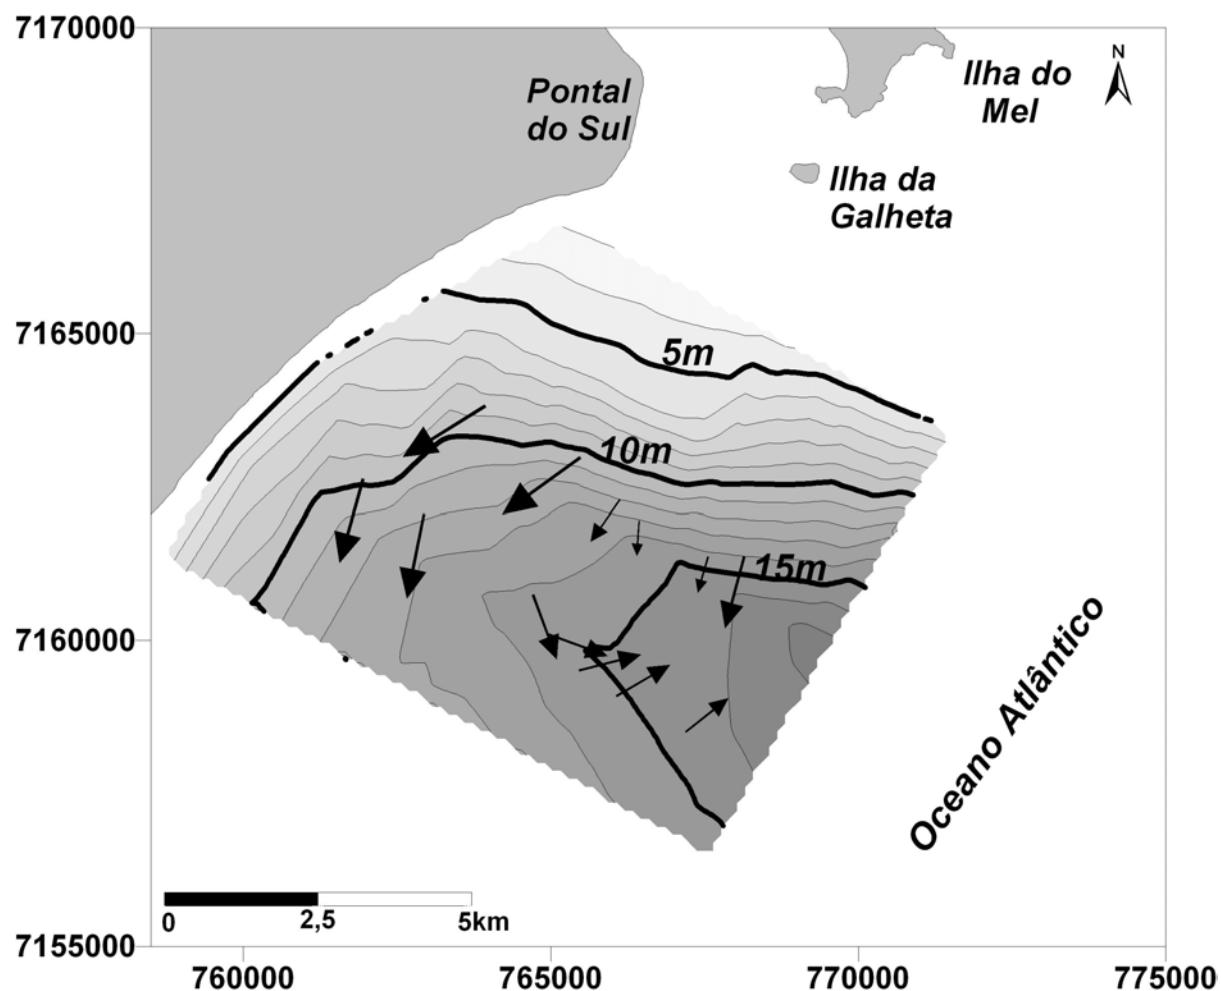 7170000
N
Pontal
do Sul
Ilha do
Mel
Ilha da
Galheta
7165000
5m
10m
15m
7160000
Oceano Atlântico
0
2,5
5km
7155000
760000
765000
770000
775000